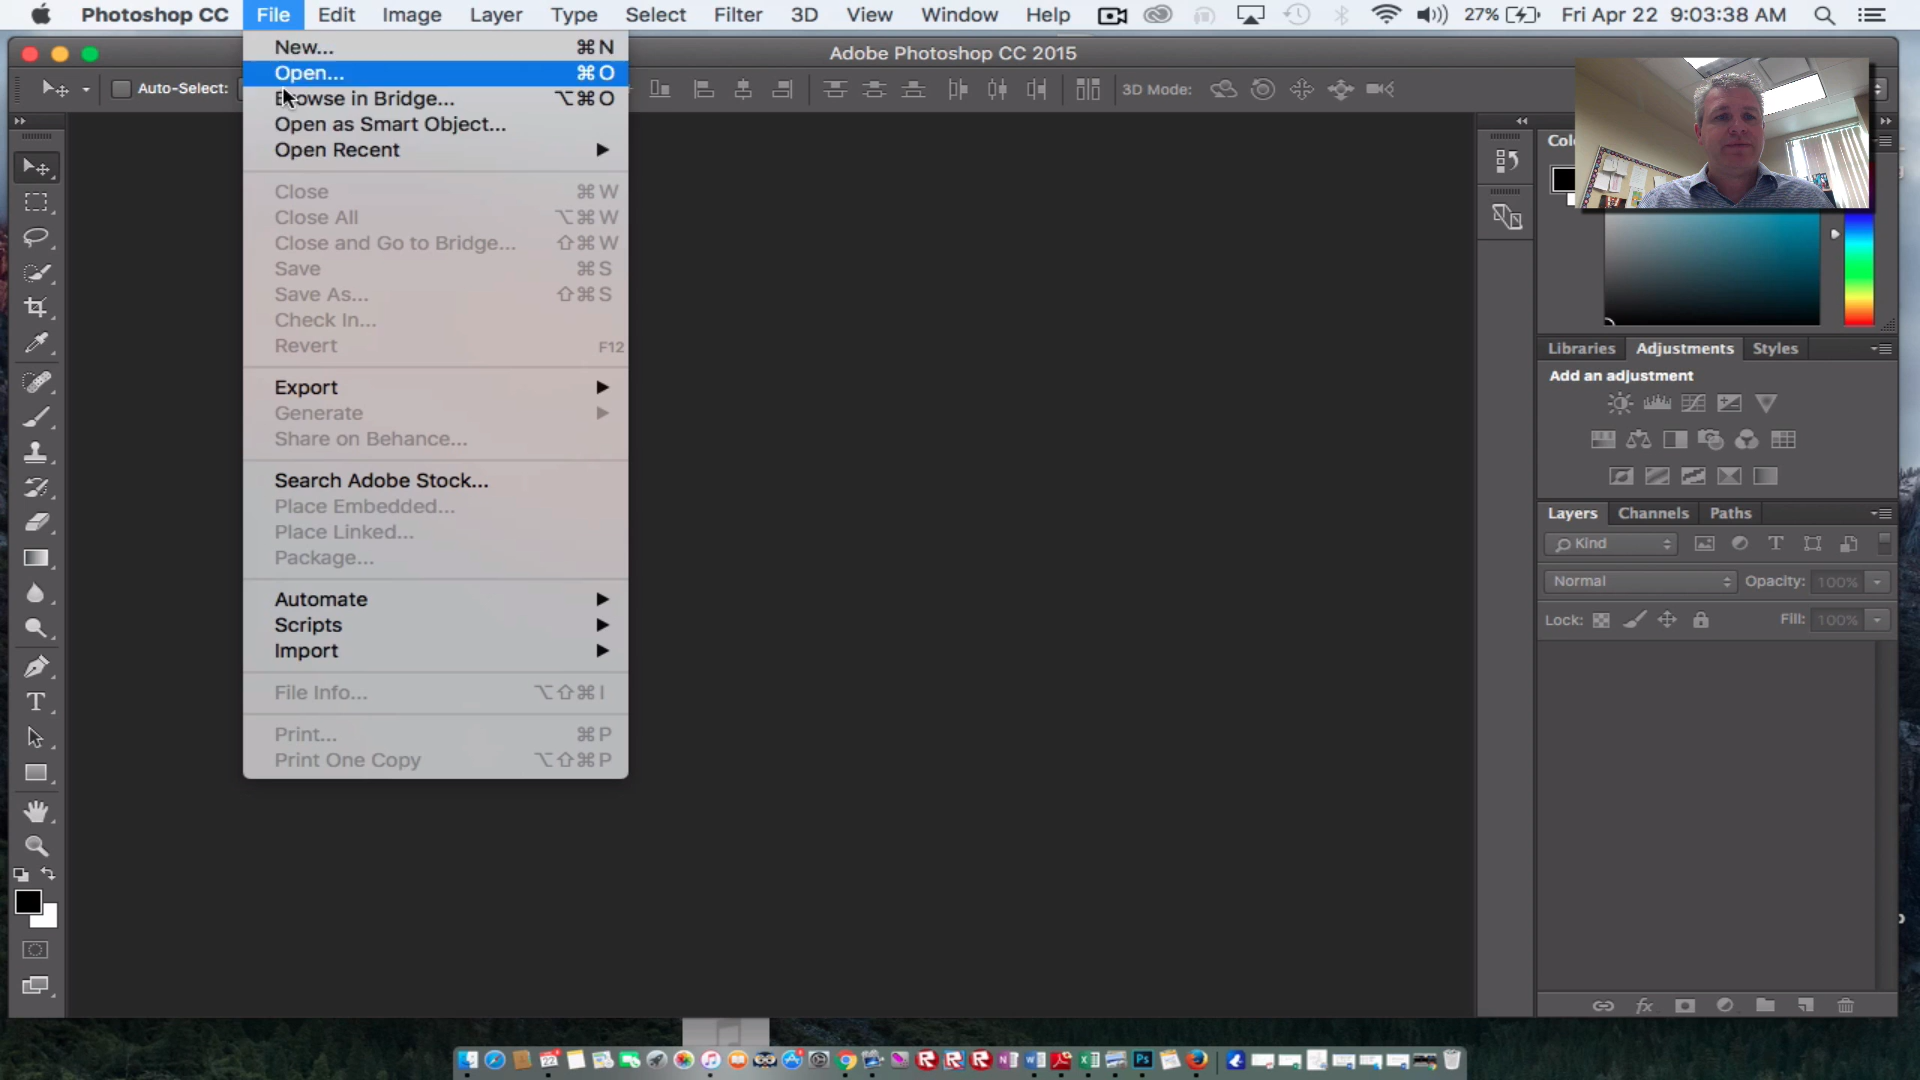 Photoshop CC File Edit Image Layer Type Select Filter 3D View Window Help 27% Fri Apr 22 9:03:38 AM
Adobe Photoshop CC 2015
Auto-Select: 3D Mode:
New... ⌘N
Open... ⌘O
Browse in Bridge... ⌥⌘O
Open as Smart Object...
Open Recent ▶
Close ⌘W
Close All ⌥⌘W
Close and Go to Bridge... ⇧⌘W
Save ⌘S
Save As... ⇧⌘S
Check In...
Revert F12
Export ▶
Generate ▶
Share on Behance...
Search Adobe Stock...
Place Embedded...
Place Linked...
Package...
Automate ▶
Scripts ▶
Import ▶
File Info... ⌥⇧⌘I
Print... ⌘P
Print One Copy ⌥⇧⌘P
Libraries Adjustments Styles
Add an adjustment
Layers Channels Paths
Kind
Normal Opacity: 100%
Lock: Fill: 100%